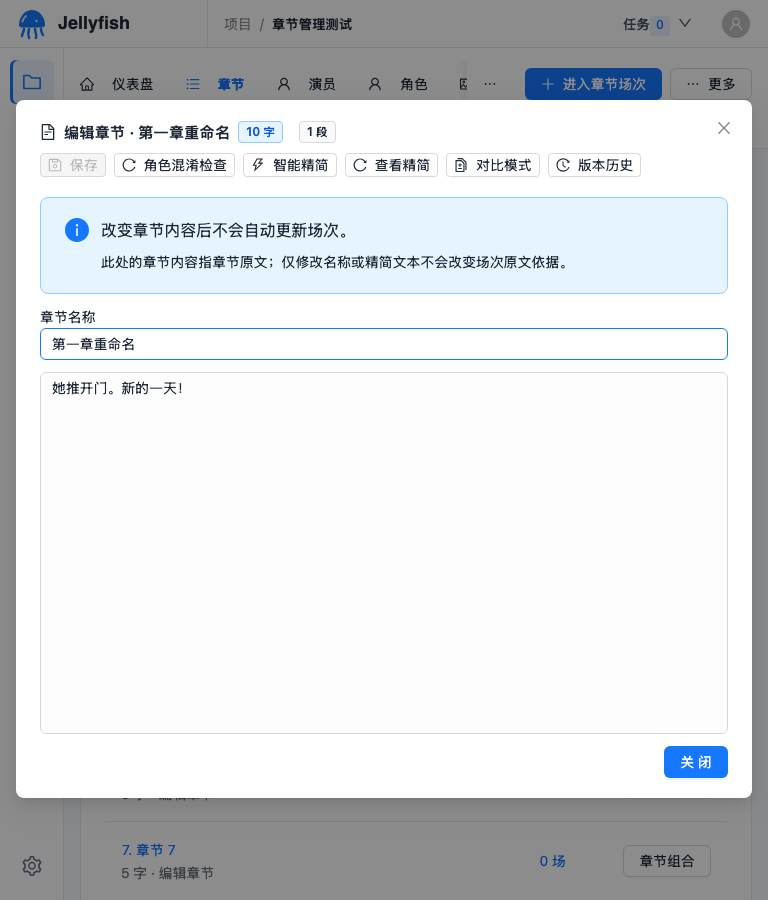 Jellyfish
项目 / 章节管理测试
任务 0
仪表盘
章节
演员
角色
···
+ 进入章节场次
··· 更多
编辑章节 · 第一章重命名
10 字
1 段
保存
角色混淆检查
智能精简
查看精简
对比模式
版本历史
改变章节内容后不会自动更新场次。
此处的章节内容指章节原文；仅修改名称或精简文本不会改变场次原文依据。
章节名称
第一章重命名
她推开门。新的一天！
关 闭
7. 章节 7
5 字 · 编辑章节
0 场
章节组合